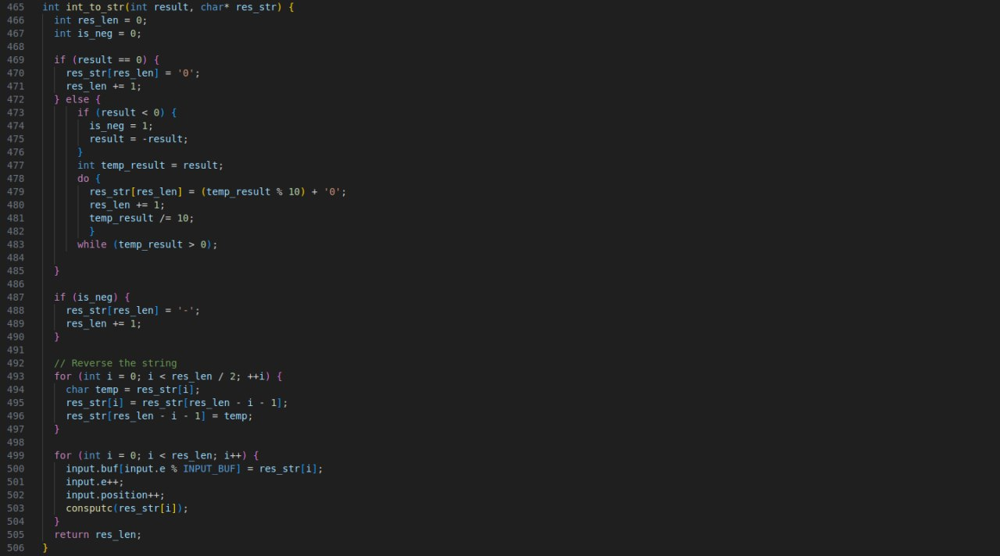 465 int int_to_str(int result, char* res_str) {
466   int res_len = 0;
467   int is_neg = 0;
468
469   if (result == 0) {
470     res_str[res_len] = '0';
471     res_len += 1;
472   } else {
473       if (result < 0) {
474         is_neg = 1;
475         result = -result;
476       }
477       int temp_result = result;
478       do {
479         res_str[res_len] = (temp_result % 10) + '0';
480         res_len += 1;
481         temp_result /= 10;
482         }
483       while (temp_result > 0);
484
485   }
486
487   if (is_neg) {
488     res_str[res_len] = '-';
489     res_len += 1;
490   }
491
492   // Reverse the string
493   for (int i = 0; i < res_len / 2; ++i) {
494     char temp = res_str[i];
495     res_str[i] = res_str[res_len - i - 1];
496     res_str[res_len - i - 1] = temp;
497   }
498
499   for (int i = 0; i < res_len; i++) {
500     input.buf[input.e % INPUT_BUF] = res_str[i];
501     input.e++;
502     input.position++;
503     consputc(res_str[i]);
504   }
505   return res_len;
506 }